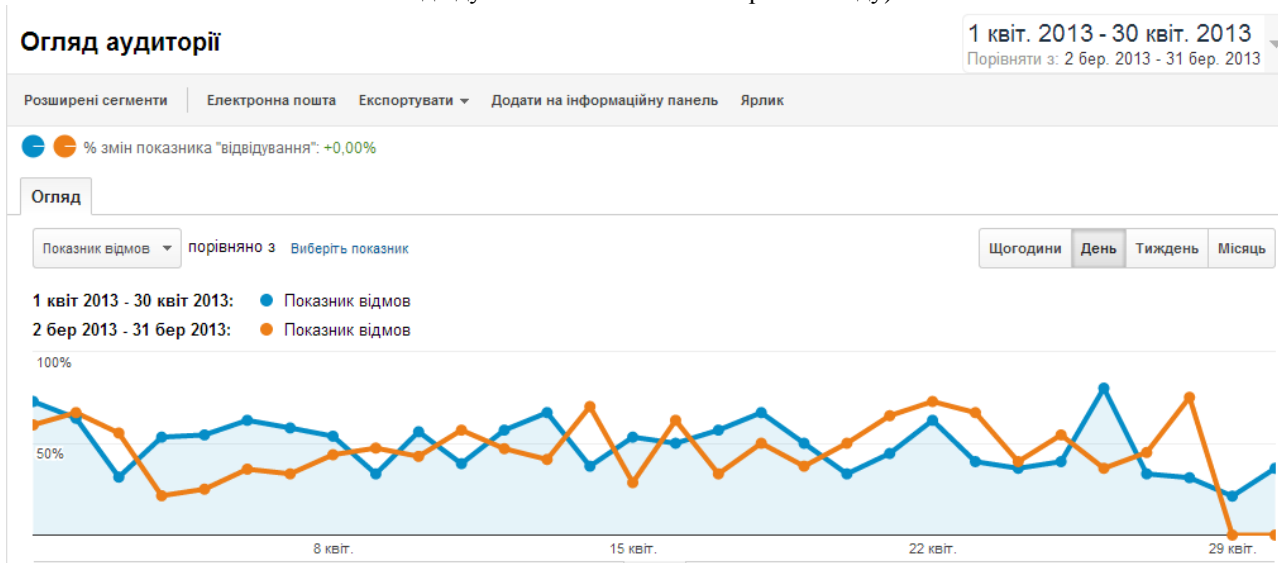 Огляд аудиторії
1 квіт. 2013 - 30 квіт. 2013
Порівняти з: 2 бер. 2013 - 31 бер. 2013
Розширені сегменти Електронна пошта Експортувати Додати на інформаційну панель Ярлик
% змін показника "відвідування": +0,00%
Огляд
Показник відмов порівняно з Виберіть показник
Щогодини День Тиждень Місяць
1 квіт 2013 - 30 квіт 2013: Показник відмов
2 бер 2013 - 31 бер 2013: Показник відмов
100%
50%
8 квіт. 15 квіт. 22 квіт. 29 квіт.